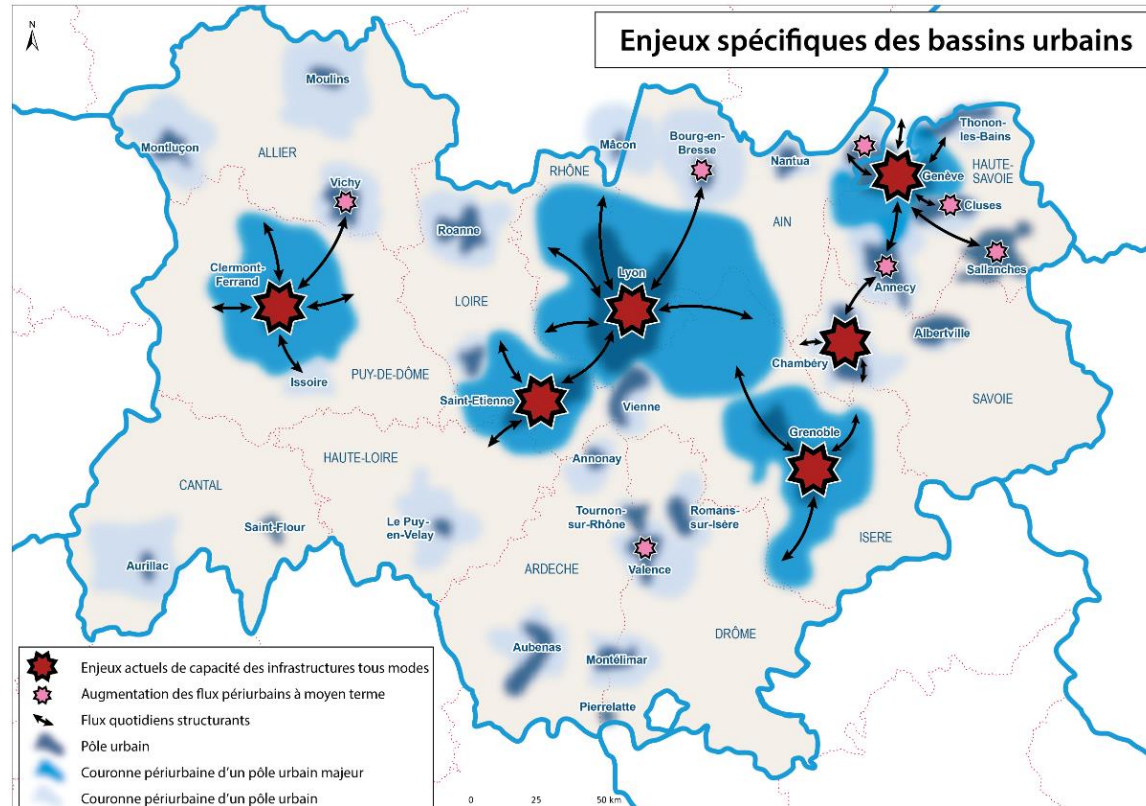 N
Enjeux spécifiques des bassins urbains
Moulins
Montluçon
ALLIER
Vichy
Mâcon
Bourg-en-
Bresse
Nantua
Thonon-
les-Bains
HAUTE-
SAVOIE
Genève
Cluses
RHÔNE
AIN
Roanne
Clermont-
Ferrand
LOIRE
Lyon
Annecy
Sallanches
Albertville
Chambéry
Issoire
PUY-DE-DÔME
Saint-Etienne
Vienne
SAVOIE
Grenoble
HAUTE-LOIRE
Annonay
CANTAL
Saint-Flour
Le Puy-
en-Velay
Tournon-
sur-Rhône
Romans-
sur-Isère
ISERE
Aurillac
Valence
ARDECHE
DRÔME
Aubenas
Montélimar
Pierrelatte
Enjeux actuels de capacité des infrastructures tous modes
Augmentation des flux périurbains à moyen terme
Flux quotidiens structurants
Pôle urbain
Couronne périurbaine d'un pôle urbain majeur
Couronne périurbaine d'un pôle urbain
0 25 50 km